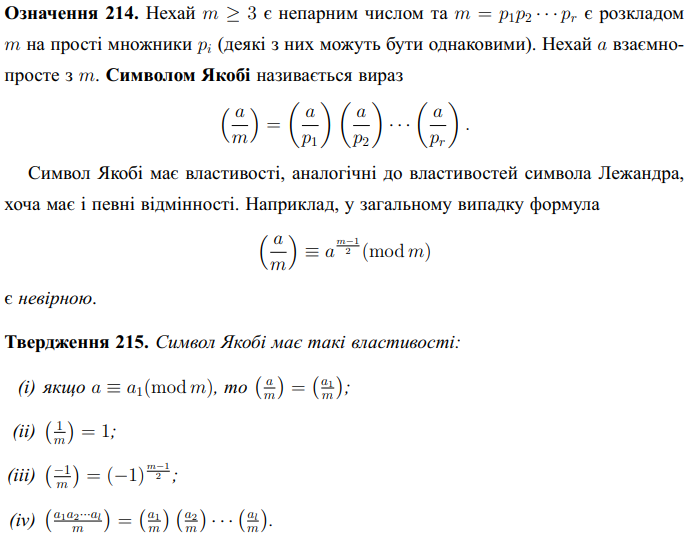 Означення 214. Нехай m ≥ 3 є непарним числом та m = p₁p₂ ⋯ pᵣ є розкладом
m на прості множники pᵢ (деякі з них можуть бути однаковими). Нехай a взаємно-
просте з m. Символом Якобі називається вираз
(a/m) = (a/p₁) (a/p₂) ⋯ (a/pᵣ).
Символ Якобі має властивості, аналогічні до властивостей символа Лежандра,
хоча має і певні відмінності. Наприклад, у загальному випадку формула
(a/m) ≡ a^((m−1)/2) (mod m)
є невірною.
Твердження 215. Символ Якобі має такі властивості:
(i) якщо a ≡ a₁(mod m), то (a/m) = (a₁/m);
(ii) (1/m) = 1;
(iii) (−1/m) = (−1)^((m−1)/2);
(iv) (a₁a₂⋯aₗ/m) = (a₁/m) (a₂/m) ⋯ (aₗ/m).